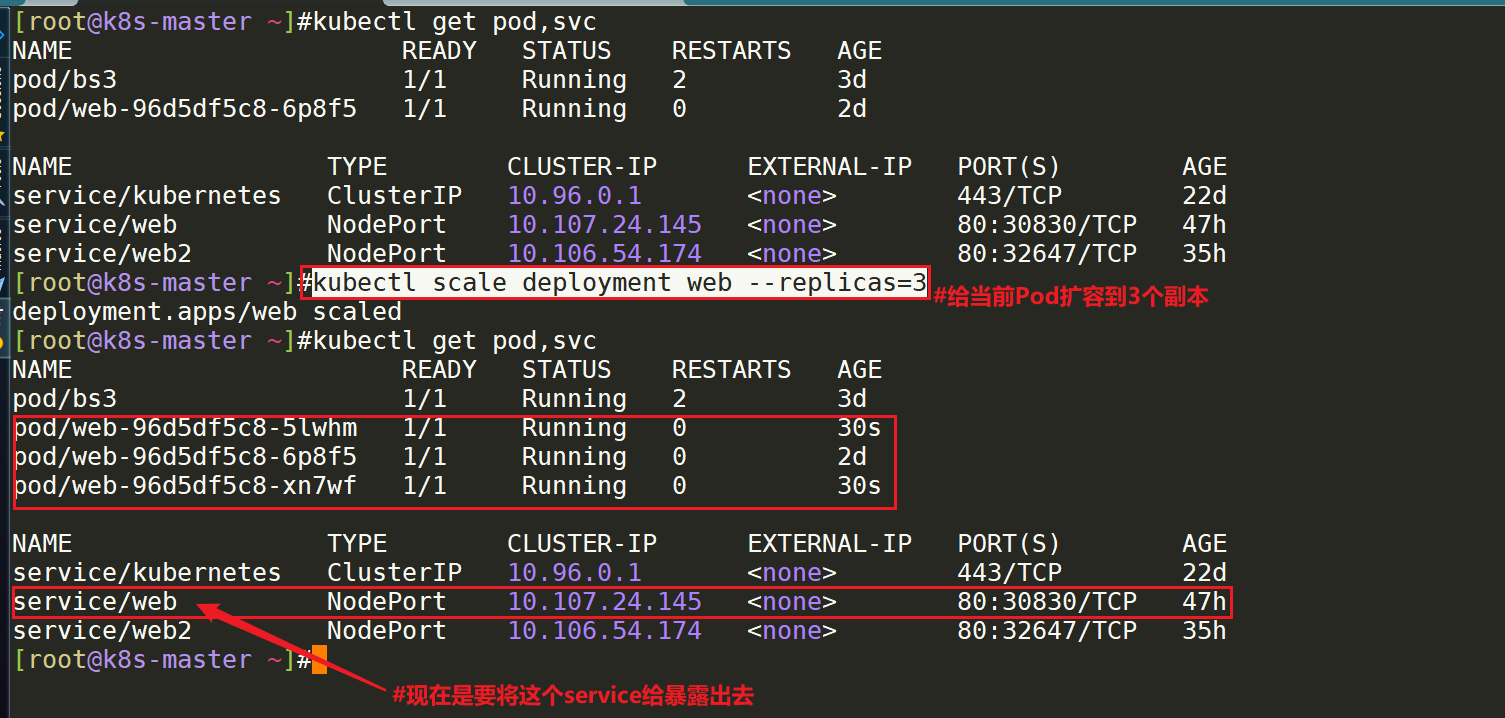 [root@k8s-master ~]#kubectl get pod,svc
NAME READY STATUS RESTARTS AGE
pod/bs3 1/1 Running 2 3d
pod/web-96d5df5c8-6p8f5 1/1 Running 0 2d
NAME TYPE CLUSTER-IP EXTERNAL-IP PORT(S) AGE
service/kubernetes ClusterIP 10.96.0.1 <none> 443/TCP 22d
service/web NodePort 10.107.24.145 <none> 80:30830/TCP 47h
service/web2 NodePort 10.106.54.174 <none> 80:32647/TCP 35h
[root@k8s-master ~]#kubectl scale deployment web --replicas=3
#给当前Pod扩容到3个副本
deployment.apps/web scaled
[root@k8s-master ~]#kubectl get pod,svc
NAME READY STATUS RESTARTS AGE
pod/bs3 1/1 Running 2 3d
pod/web-96d5df5c8-5lwhm 1/1 Running 0 30s
pod/web-96d5df5c8-6p8f5 1/1 Running 0 2d
pod/web-96d5df5c8-xn7wf 1/1 Running 0 30s
NAME TYPE CLUSTER-IP EXTERNAL-IP PORT(S) AGE
service/kubernetes ClusterIP 10.96.0.1 <none> 443/TCP 22d
service/web NodePort 10.107.24.145 <none> 80:30830/TCP 47h
service/web2 NodePort 10.106.54.174 <none> 80:32647/TCP 35h
[root@k8s-master ~]#
#现在是要将这个service给暴露出去